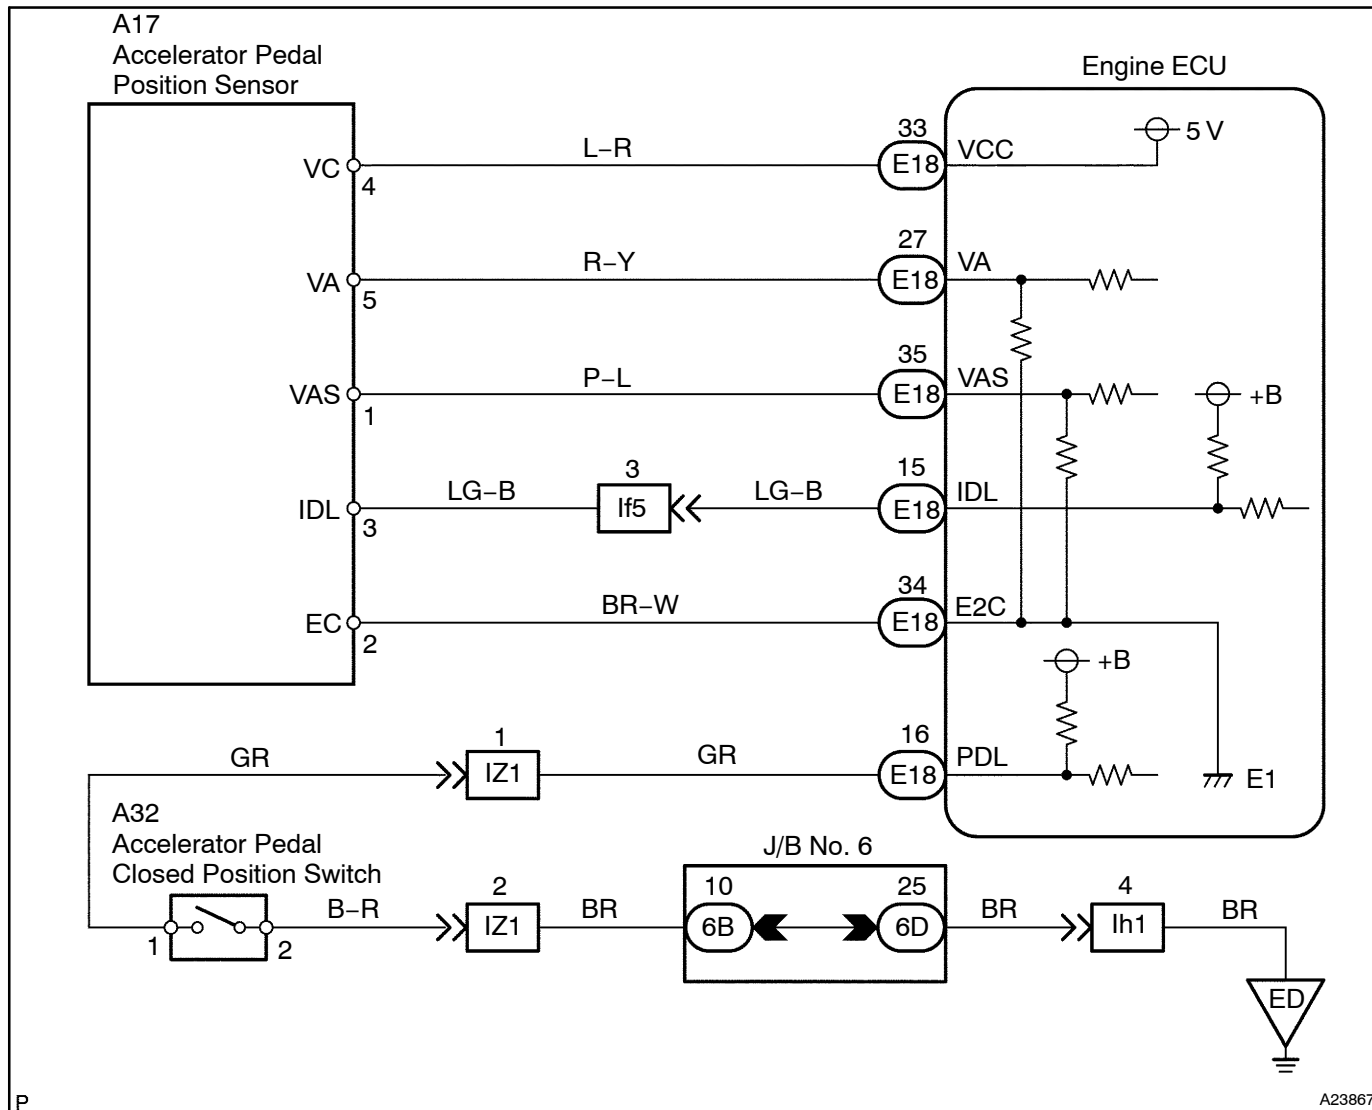 A17
Accelerator Pedal
Position Sensor
Engine ECU
VC
4
L−R
33
E18
VCC
5 V
VA
5
R−Y
27
E18
VA
VAS
1
P−L
35
E18
VAS
+B
IDL
3
LG−B
3
If5
LG−B
15
E18
IDL
EC
2
BR−W
34
E18
E2C
+B
GR
1
IZ1
GR
16
E18
PDL
E1
A32
Accelerator Pedal
Closed Position Switch
1
2
B−R
2
IZ1
BR
J/B No. 6
10
6B
25
6D
BR
4
Ih1
BR
ED
P
A23867